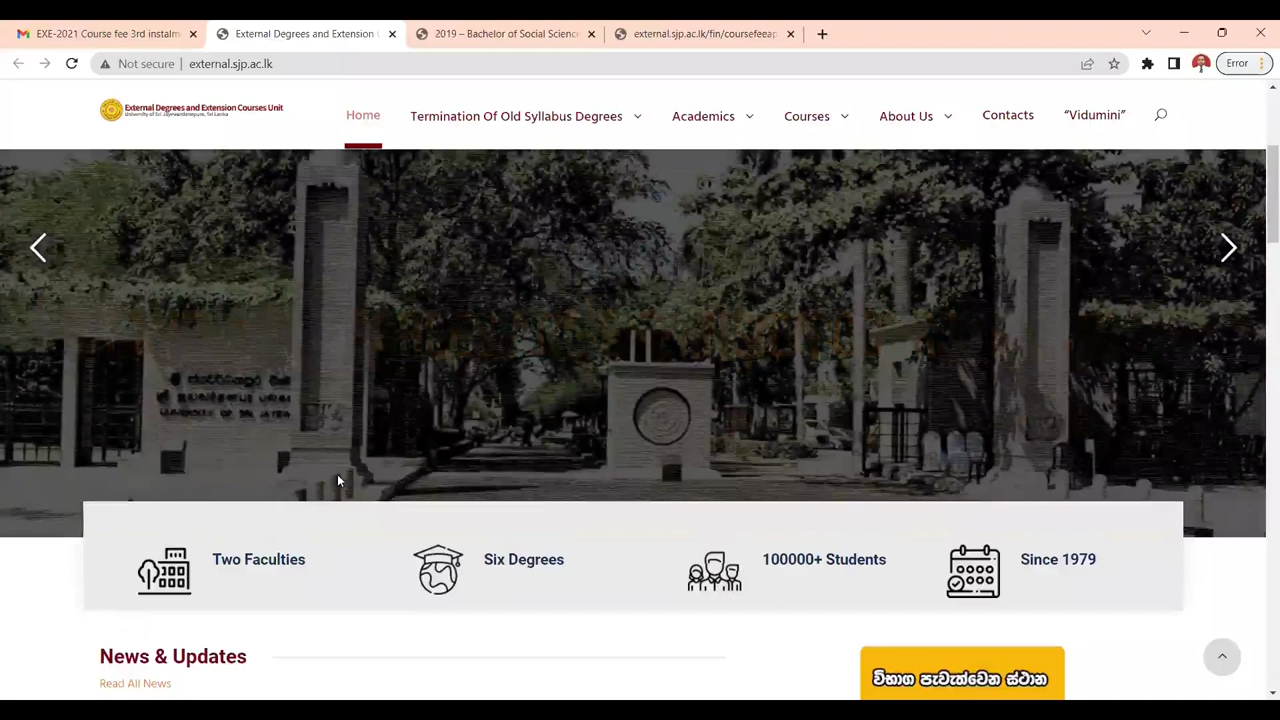 EXE-2021 Course fee 3rd instalm
External Degrees and Extension C
2019 – Bachelor of Social Scienc
external.sjp.ac.lk/fin/coursefeeap
Not secure
external.sjp.ac.lk
Error
External Degrees and Extension Courses Unit
University of Sri Jayewardenepura, Sri Lanka
Home
Termination Of Old Syllabus Degrees
Academics
Courses
About Us
Contacts
“Vidumini”
Two Faculties
Six Degrees
100000+ Students
Since 1979
News & Updates
Read All News
විභාග පැවැත්වෙන ස්ථාන